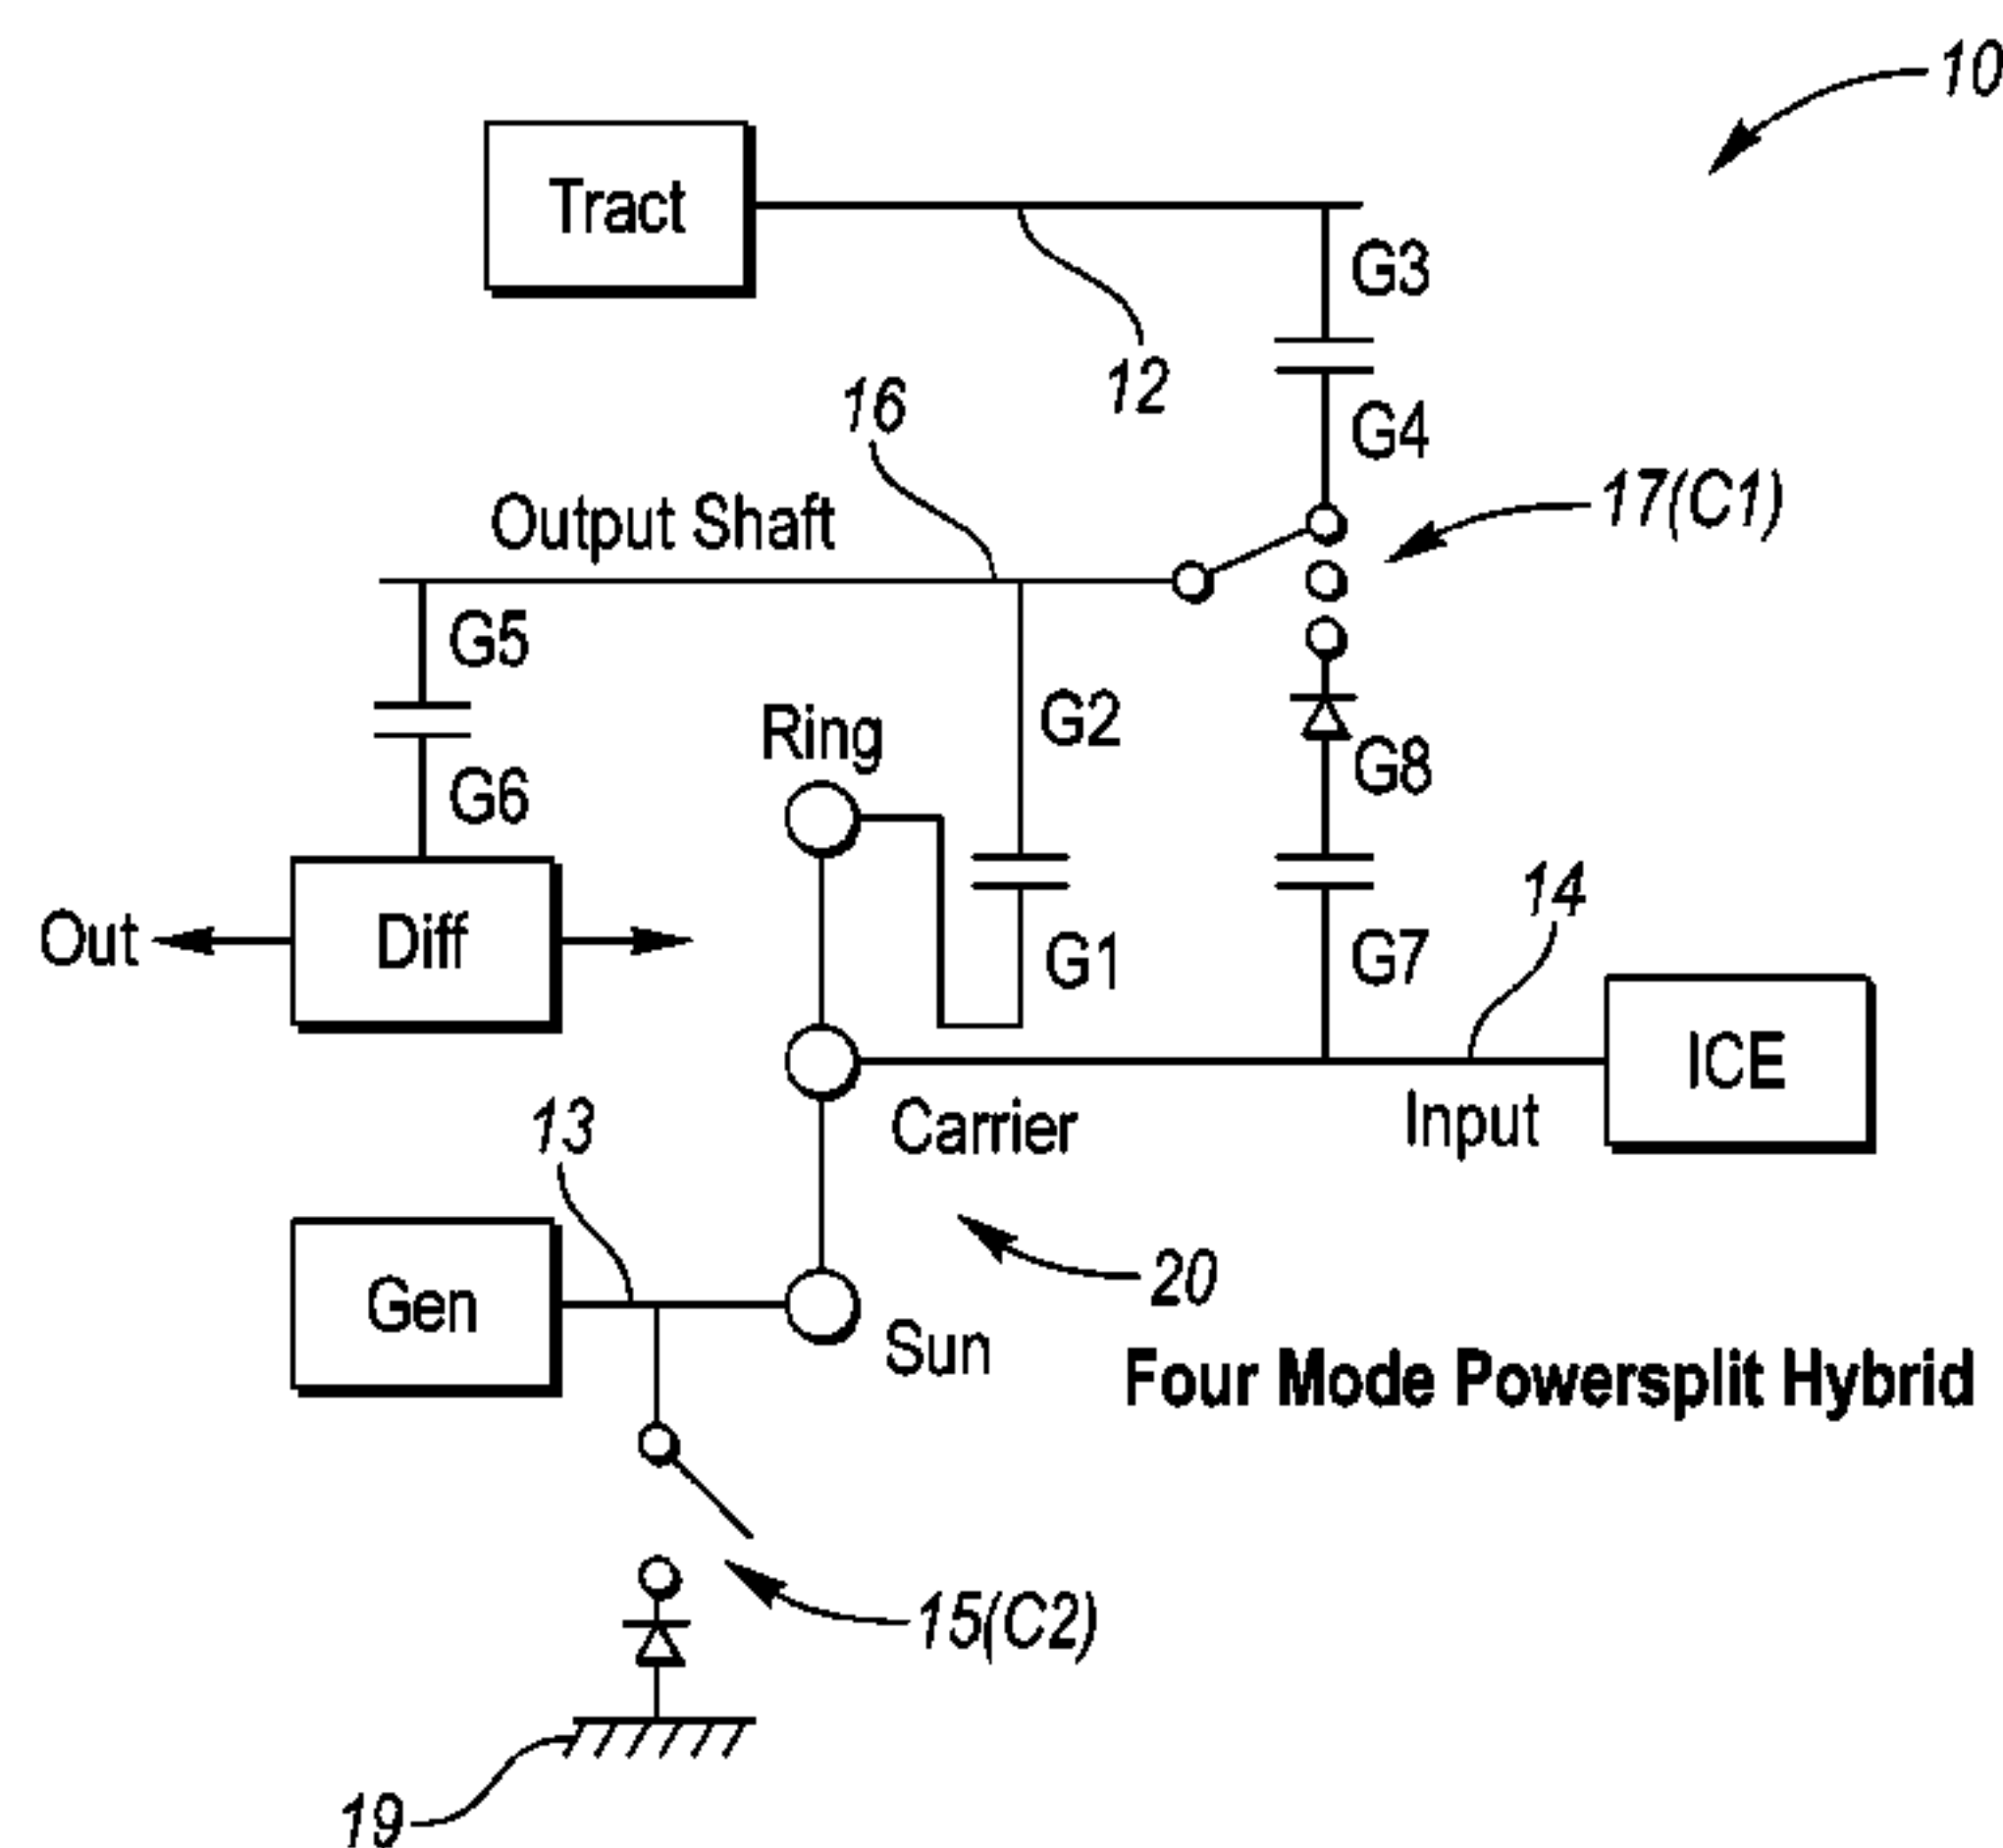 10
Tract
G3
12
16
G4
17(C1)
Output Shaft
G5
Ring
G2
G8
G6
14
Out
Diff
G1
G7
ICE
13
Carrier
Input
20
Gen
Sun
Four Mode Powersplit Hybrid
15(C2)
19